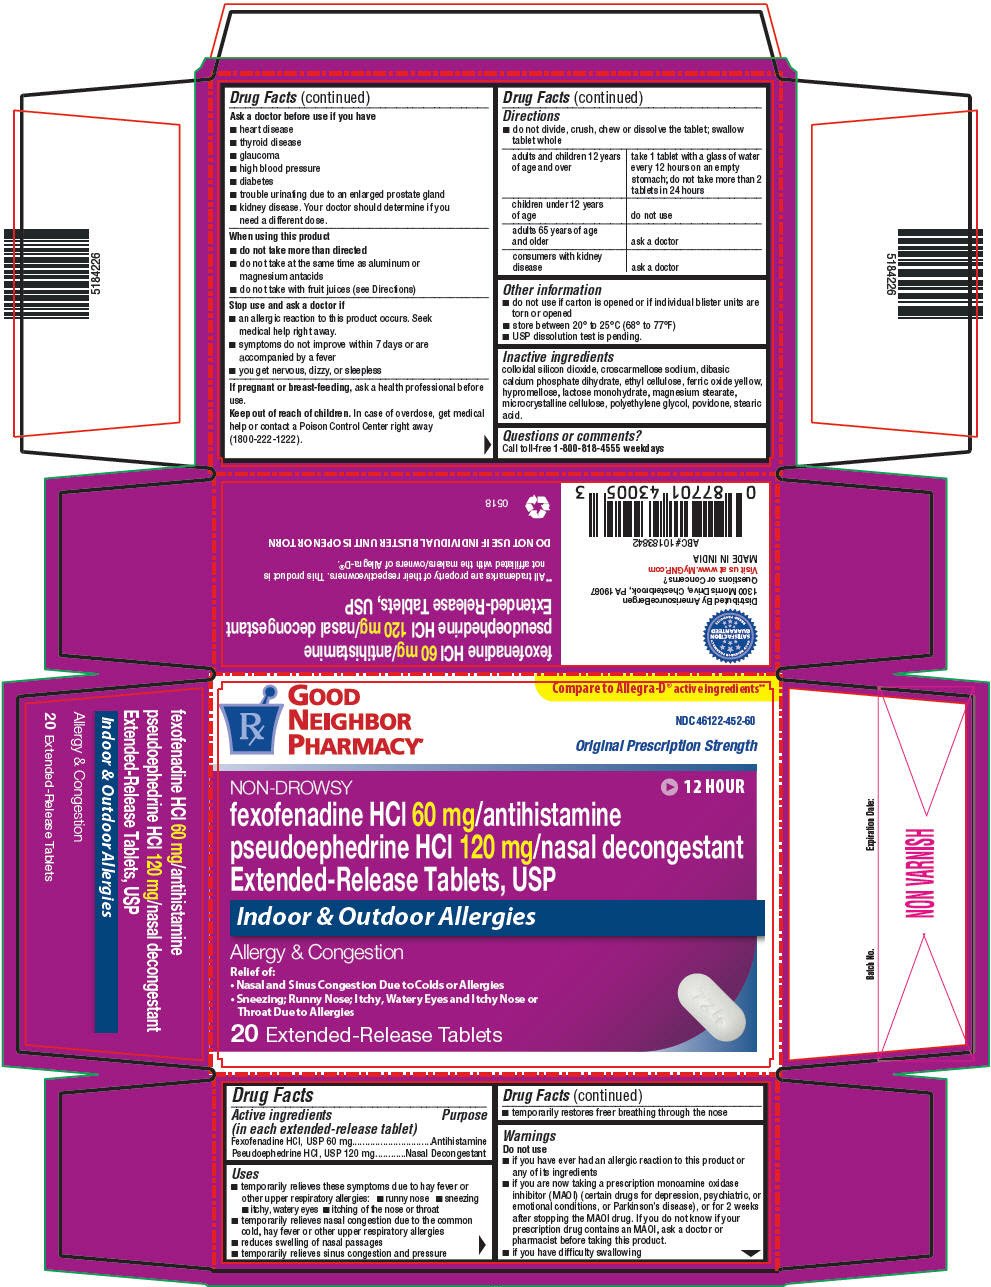 Drug Facts (continued)
Ask a doctor before use if you have
■ heart disease
■ thyroid disease
■ glaucoma
■ high blood pressure
■ diabetes
■ trouble urinating due to an enlarged prostate gland
■ kidney disease. Your doctor should determine if you
need a different dose.
When using this product
■ do not take more than directed
■ do not take at the same time as aluminum or
magnesium antacids
■ do not take with fruit juices (see Directions)
Stop use and ask a doctor if
■ an allergic reaction to this product occurs. Seek
medical help right away.
■ symptoms do not improve within 7 days or are
accompanied by a fever
■ you get nervous, dizzy, or sleepless
If pregnant or breast-feeding, ask a health professional before
use.
Keep out of reach of children. In case of overdose, get medical
help or contact a Poison Control Center right away
(1800-222-1222).
Drug Facts (continued)
Directions
■ do not divide, crush, chew or dissolve the tablet; swallow
tablet whole
adults and children 12 years
of age and over
take 1 tablet with a glass of water
every 12 hours on an empty
stomach; do not take more than 2
tablets in 24 hours
children under 12 years
of age
do not use
adults 65 years of age
and older
ask a doctor
consumers with kidney
disease
ask a doctor
Other information
■ do not use if carton is opened or if individual blister units are
torn or opened
■ store between 20° to 25°C (68° to 77°F)
■ USP dissolution test is pending.
Inactive ingredients
colloidal silicon dioxide, croscarmellose sodium, dibasic
calcium phosphate dihydrate, ethyl cellulose, ferric oxide yellow,
hypromellose, lactose monohydrate, magnesium stearate,
microcrystalline cellulose, polyethylene glycol, povidone, stearic
acid.
Questions or comments?
Call toll-free 1-800-818-4555 weekdays
5184226
5184226
fexofenadine HCl 60 mg/antihistamine
pseudoephedrine HCl 120 mg/nasal decongestant
Extended-Release Tablets, USP
**All trademarks are property of their respectiveowners. This product is
not affiliated with the makers/owners of Allegra-D®.
DO NOT USE IF INDIVIDUAL BLISTER UNIT IS OPEN OR TORN
0518
SATISFACTION
GUARANTEED
Distributed By AmerisourceBergen
1300 Morris Drive, Chesterbrook, PA 19087
Questions or Concerns?
Visit us at www.MyGNP.com
MADE IN INDIA
ABC#10183842
0 87701 43005 3
Compare to Allegra-D® active ingredients**
GOOD
NEIGHBOR
PHARMACY
Rx
NDC 46122-452-60
Original Prescription Strength
NON-DROWSY
12 HOUR
fexofenadine HCl 60 mg/antihistamine
pseudoephedrine HCl 120 mg/nasal decongestant
Extended-Release Tablets, USP
Indoor & Outdoor Allergies
Allergy & Congestion
Relief of:
• Nasal and Sinus Congestion Due to Colds or Allergies
• Sneezing; Runny Nose; Itchy, Watery Eyes and Itchy Nose or
Throat Due to Allergies
20 Extended-Release Tablets
fexofenadine HCl 60 mg/antihistamine
pseudoephedrine HCl 120 mg/nasal decongestant
Extended-Release Tablets, USP
Indoor & Outdoor Allergies
Allergy & Congestion
20 Extended-Release Tablets
Batch No.
Expiration Date:
NON VARNISH
Drug Facts
Active ingredients Purpose
(in each extended-release tablet)
Fexofenadine HCl, USP 60 mg..............................Antihistamine
Pseudoephedrine HCl, USP 120 mg............Nasal Decongestant
Uses
■ temporarily relieves these symptoms due to hay fever or
other upper respiratory allergies: ■ runny nose ■ sneezing
■ itchy, watery eyes ■ itching of the nose or throat
■ temporarily relieves nasal congestion due to the common
cold, hay fever or other upper respiratory allergies
■ reduces swelling of nasal passages
■ temporarily relieves sinus congestion and pressure
Drug Facts (continued)
■ temporarily restores freer breathing through the nose
Warnings
Do not use
■ if you have ever had an allergic reaction to this product or
any of its ingredients
■ if you are now taking a prescription monoamine oxidase
inhibitor (MAOI) (certain drugs for depression, psychiatric, or
emotional conditions, or Parkinson's disease), or for 2 weeks
after stopping the MAOI drug. If you do not know if your
prescription drug contains an MAOI, ask a doctor or
pharmacist before taking this product.
■ if you have difficulty swallowing